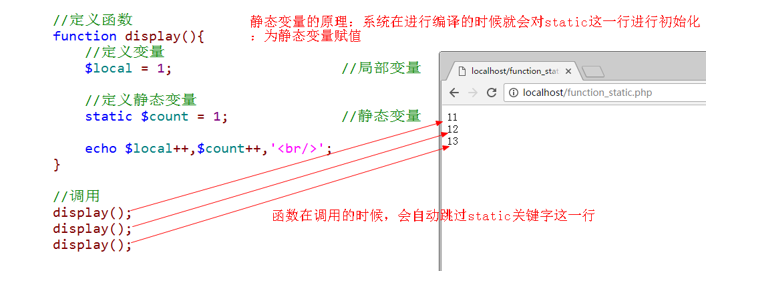 //定义函数
function display(){
//定义变量
$local = 1; //局部变量
//定义静态变量
static $count = 1; //静态变量
echo $local++,$count++,'<br/>';
}
//调用
display();
display();
display();
静态变量的原理：系统在进行编译的时候就会对static这一行进行初始化
：为静态变量赋值
localhost/function_stat
localhost/function_static.php
11
12
13
函数在调用的时候，会自动跳过static关键字这一行